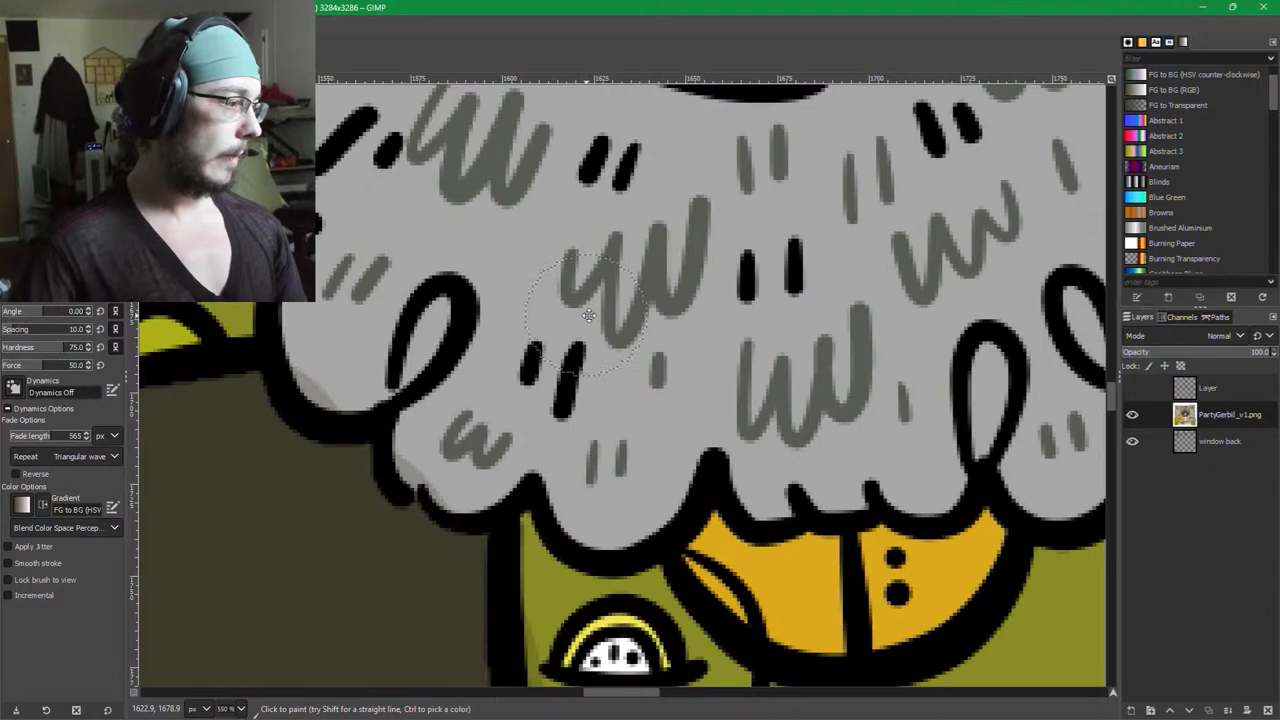 ) 3284x3286 – GIMP
1550 1575 1600 1625 1650 1675 1700 1725 1750
filter
FG to BG (HSV counter-clockwise)
FG to BG (RGB)
FG to Transparent
Abstract 1
Abstract 2
Abstract 3
Aneurism
Blinds
Blue Green
Browns
Brushed Aluminium
Burning Paper
Burning Transparency
enter tags
Layers Channels Paths
Mode Normal
Opacity 100.0
Lock:
Layer
PartyGerbil_v1.png
window back
Angle 0.00
Spacing 10.0
Hardness 75.0
Force 50.0
Dynamics
Dynamics Off
Dynamics Options
Fade Options
Fade length 565 px
Repeat Triangular wave
Reverse
Color Options
Gradient
FG to BG (HSV
Blend Color Space Percep...
Apply Jitter
Smooth stroke
Lock brush to view
Incremental
1622.9, 1678.9 px 550 % Click to paint (try Shift for a straight line, Ctrl to pick a color)